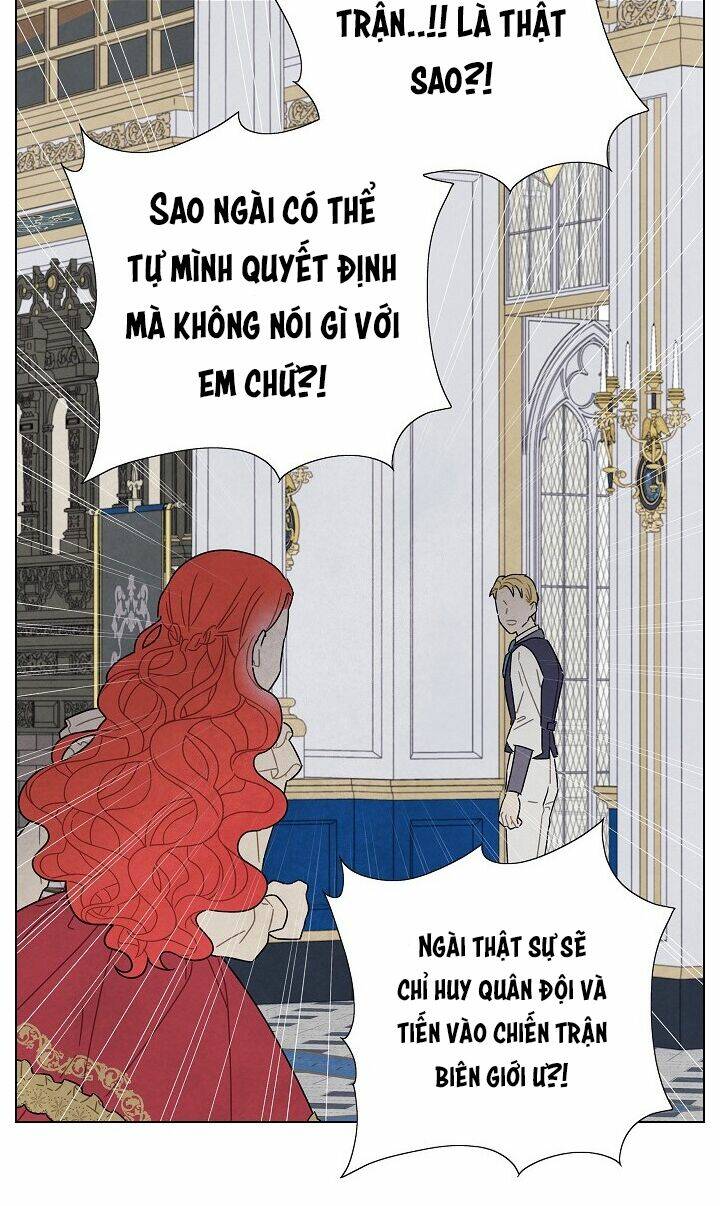 TRẬN..!! LÀ THẬT
SAO?!
SAO NGÀI CÓ THỂ
TỰ MÌNH QUYẾT ĐỊNH
MÀ KHÔNG NÓI GÌ VỚI
EM CHỨ?!
NGÀI THẬT SỰ SẼ
CHỈ HUY QUÂN ĐỘI VÀ
TIẾN VÀO CHIẾN TRẬN
BIÊN GIỚI Ư?!